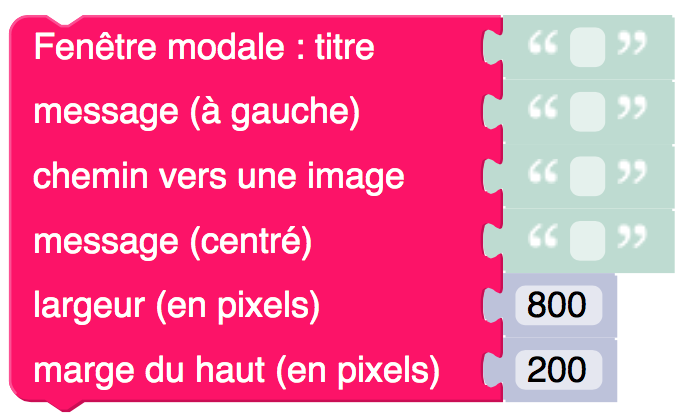 Fenêtre modale : titre “ ”
message (à gauche) “ ”
chemin vers une image “ ”
message (centré) “ ”
largeur (en pixels) 800
marge du haut (en pixels) 200